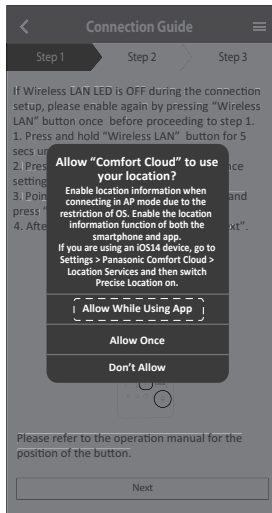 Connection Guide
Step 1
Step 2
Step 3
If Wireless LAN LED is OFF during the connection
setup, please enable again by pressing "Wireless
LAN" button once before proceeding to step 1.
1. Press and hold "Wireless LAN" button for 5
secs
2. Pres
setting
3. Poin
and
press "
4. Afte
Allow "Comfort Cloud" to use
your location?
Enable location information when
connecting in AP mode due to the
restriction of OS. Enable the location
information function of both the
smartphone and app.
If you are using an iOS14 device, go to
Settings > Panasonic Comfort Cloud >
Location Services and then switch
Precise Location on.
Allow While Using App
Allow Once
Don't Allow
Please refer to the operation manual for the
position of the button.
Next